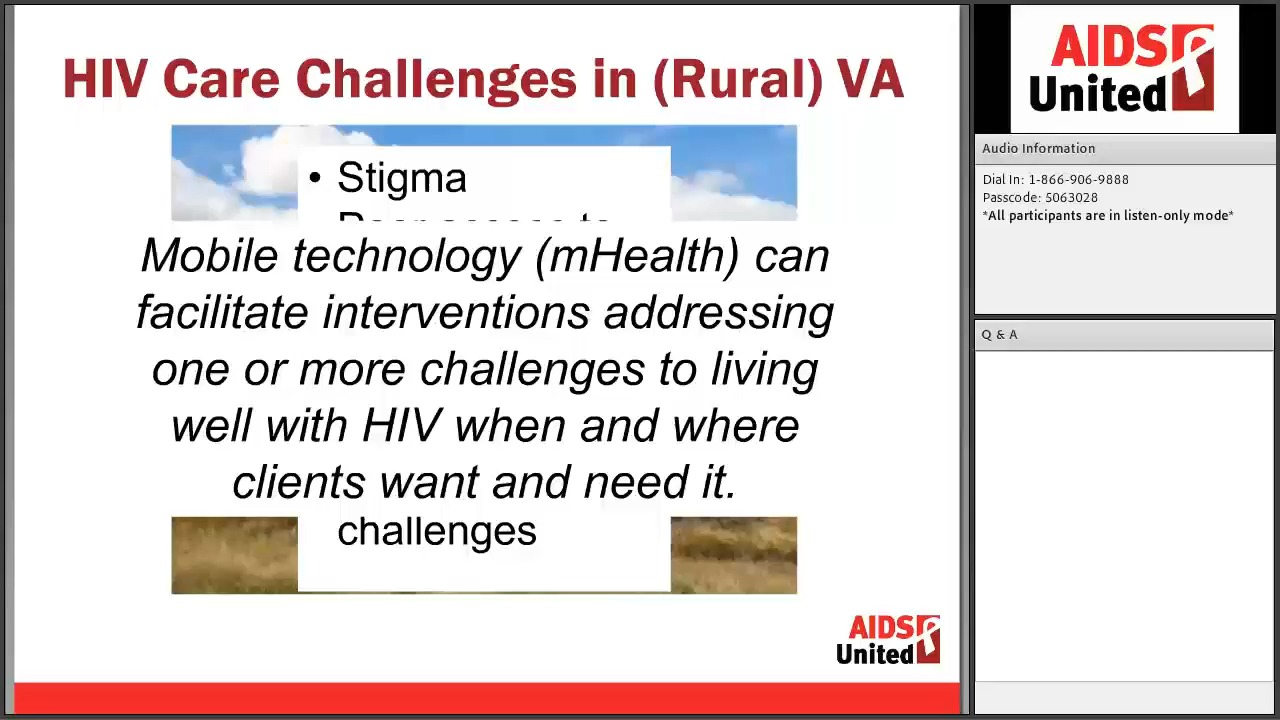 HIV Care Challenges in (Rural) VA
• Stigma
Mobile technology (mHealth) can
facilitate interventions addressing
one or more challenges to living
well with HIV when and where
clients want and need it.
challenges
AIDS
United
AIDS
United
Audio Information
Dial In: 1-866-906-9888
Passcode: 5063028
*All participants are in listen-only mode*
Q & A